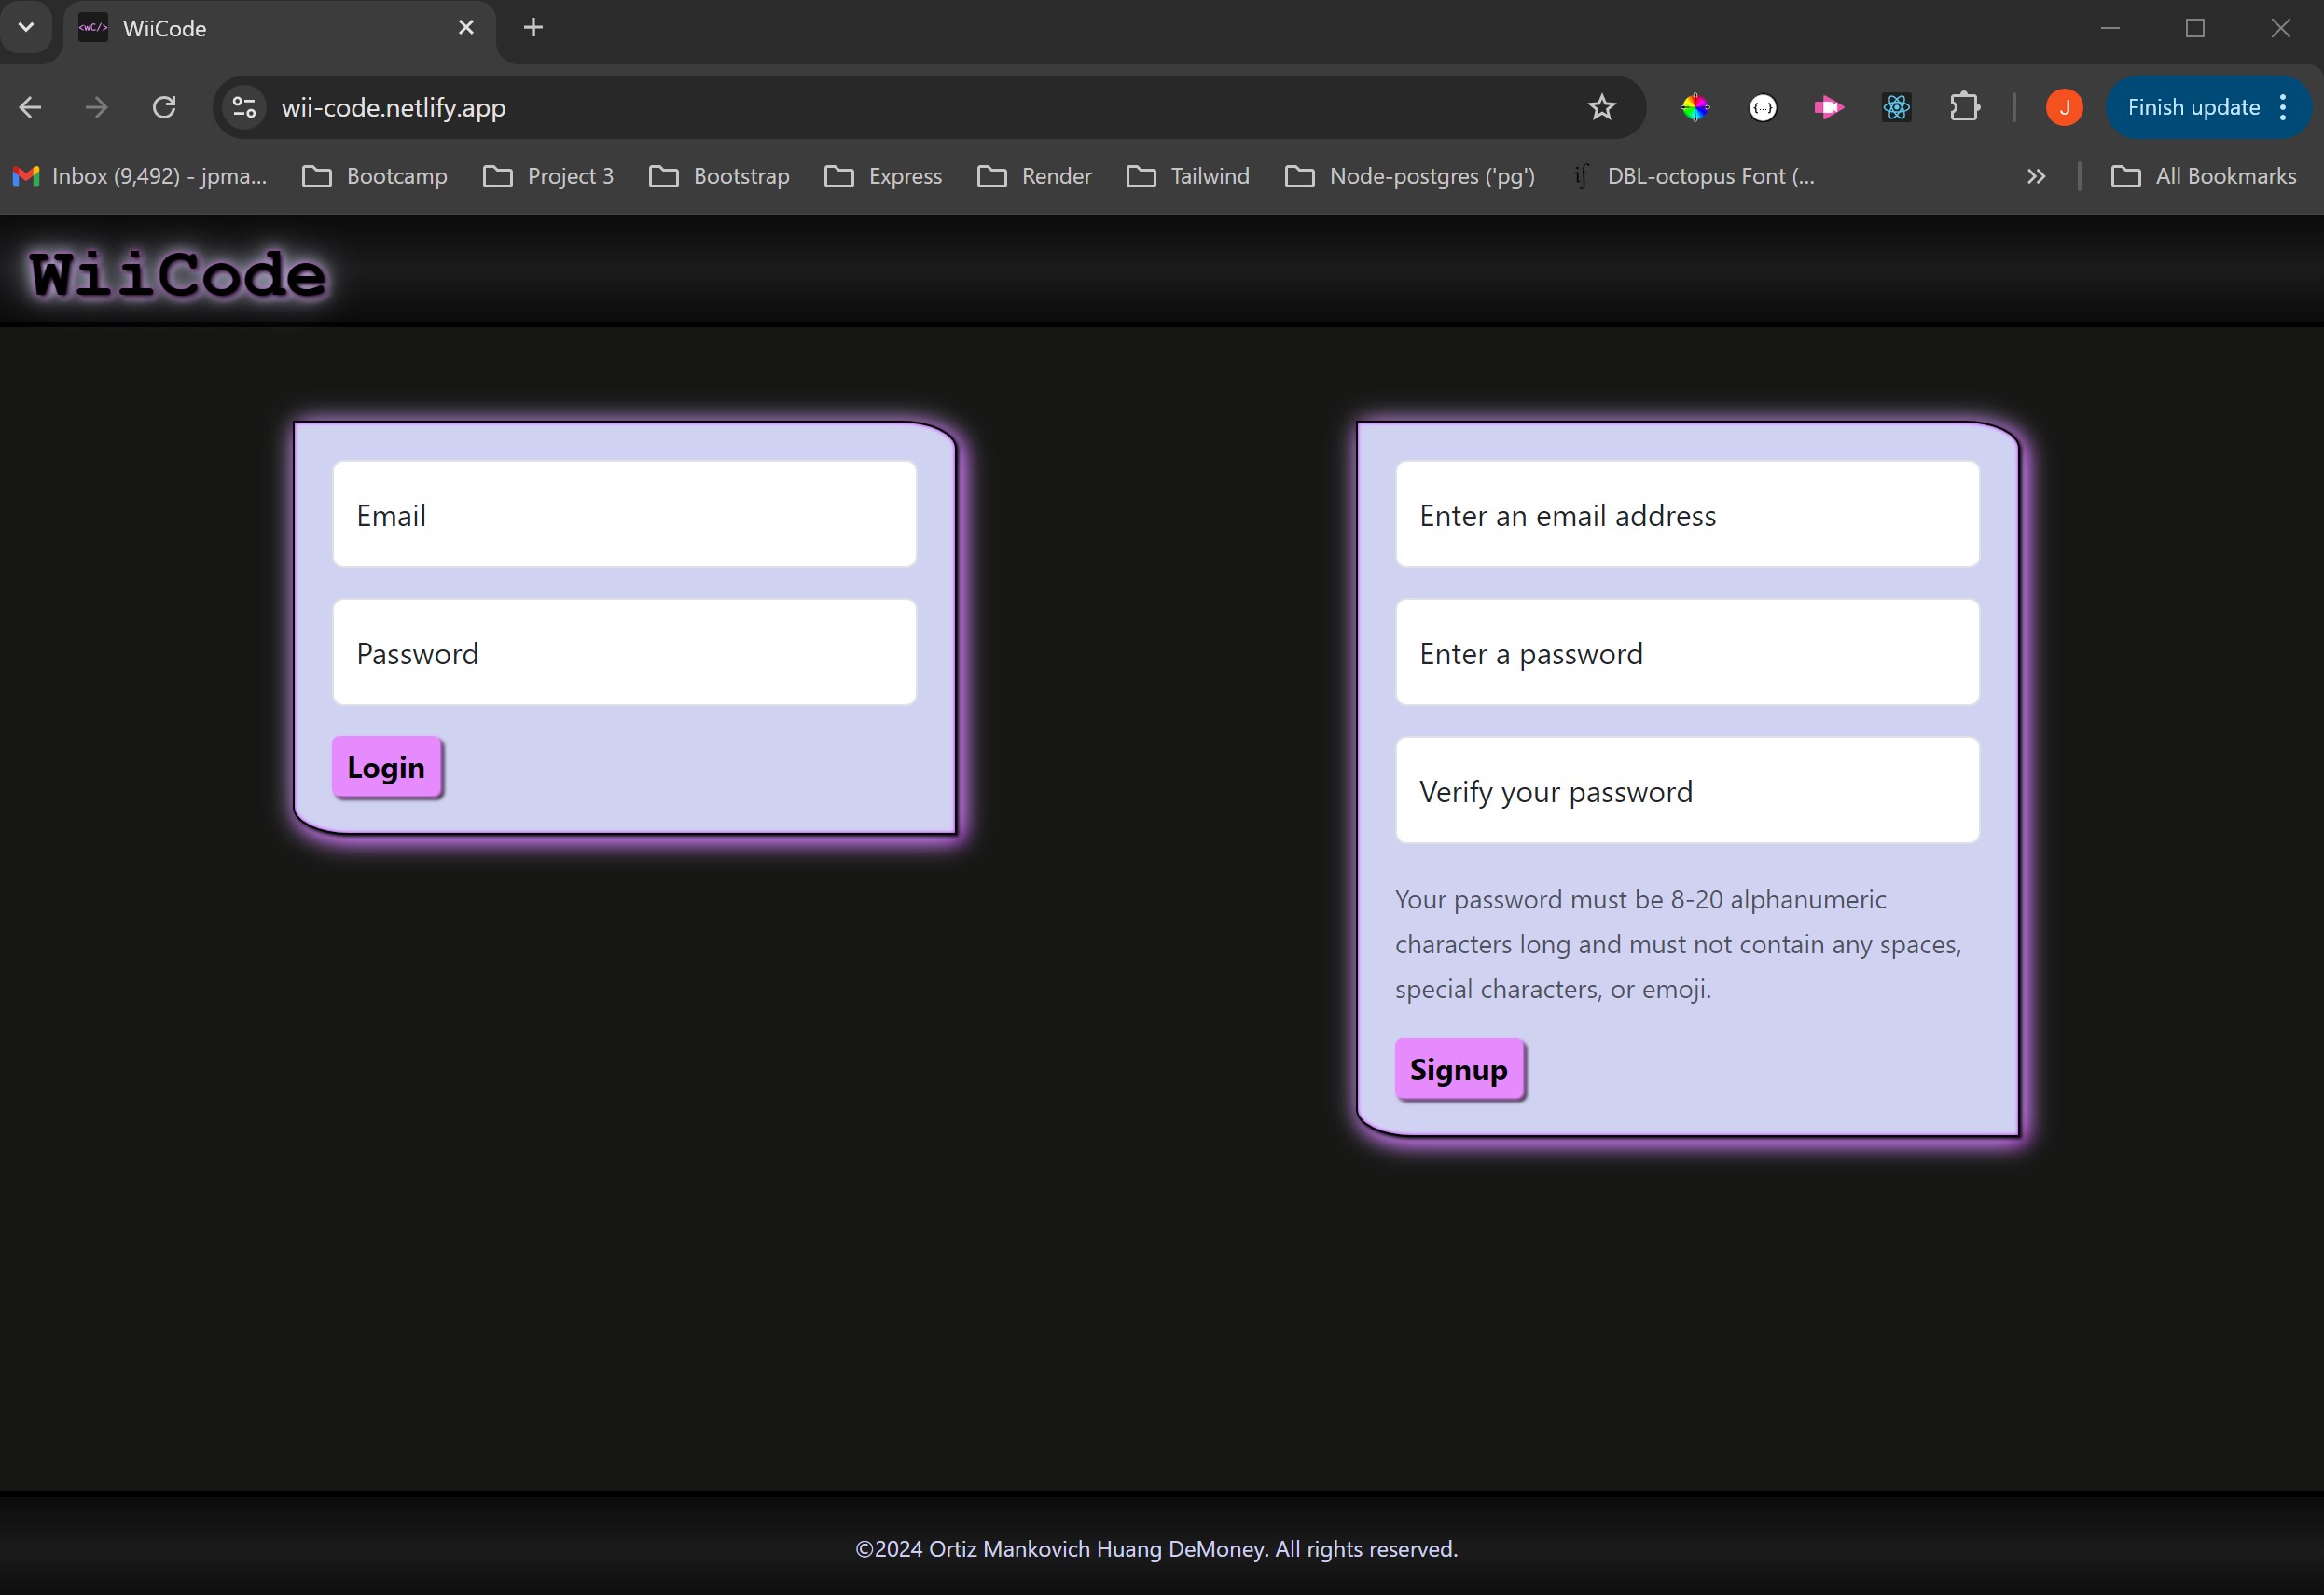 <wC/> WiiCode
wii-code.netlify.app
{...}
J
Finish update
Inbox (9,492) - jpma...
Bootcamp
Project 3
Bootstrap
Express
Render
Tailwind
Node-postgres ('pg')
if DBL-octopus Font (...
All Bookmarks
WiiCode
Email
Password
Login
Enter an email address
Enter a password
Verify your password
Your password must be 8-20 alphanumeric
characters long and must not contain any spaces,
special characters, or emoji.
Signup
©2024 Ortiz Mankovich Huang DeMoney. All rights reserved.